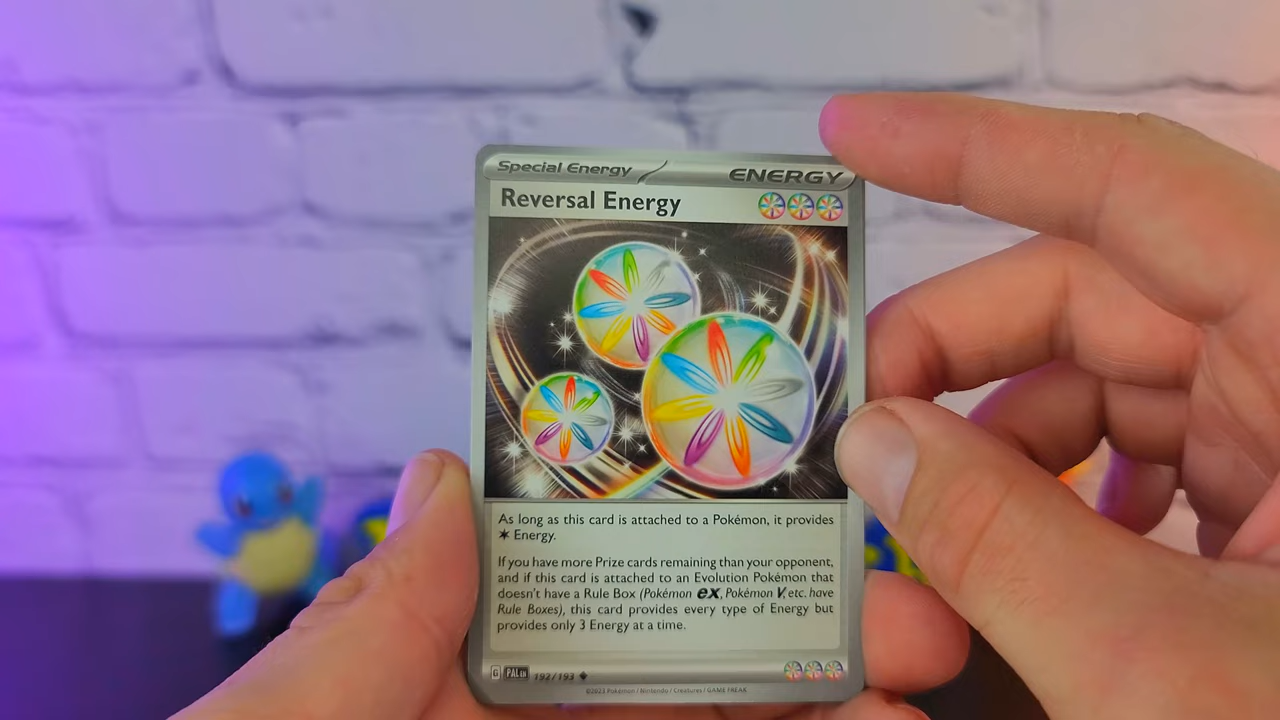 Special Energy ENERGY
Reversal Energy
As long as this card is attached to a Pokémon, it provides
✶ Energy.
If you have more Prize cards remaining than your opponent,
and if this card is attached to an Evolution Pokémon that
doesn't have a Rule Box (Pokémon ex, Pokémon V, etc. have
Rule Boxes), this card provides every type of Energy but
provides only 3 Energy at a time.
G PAL EN 192/193 ◆
©2023 Pokémon / Nintendo / Creatures / GAME FREAK